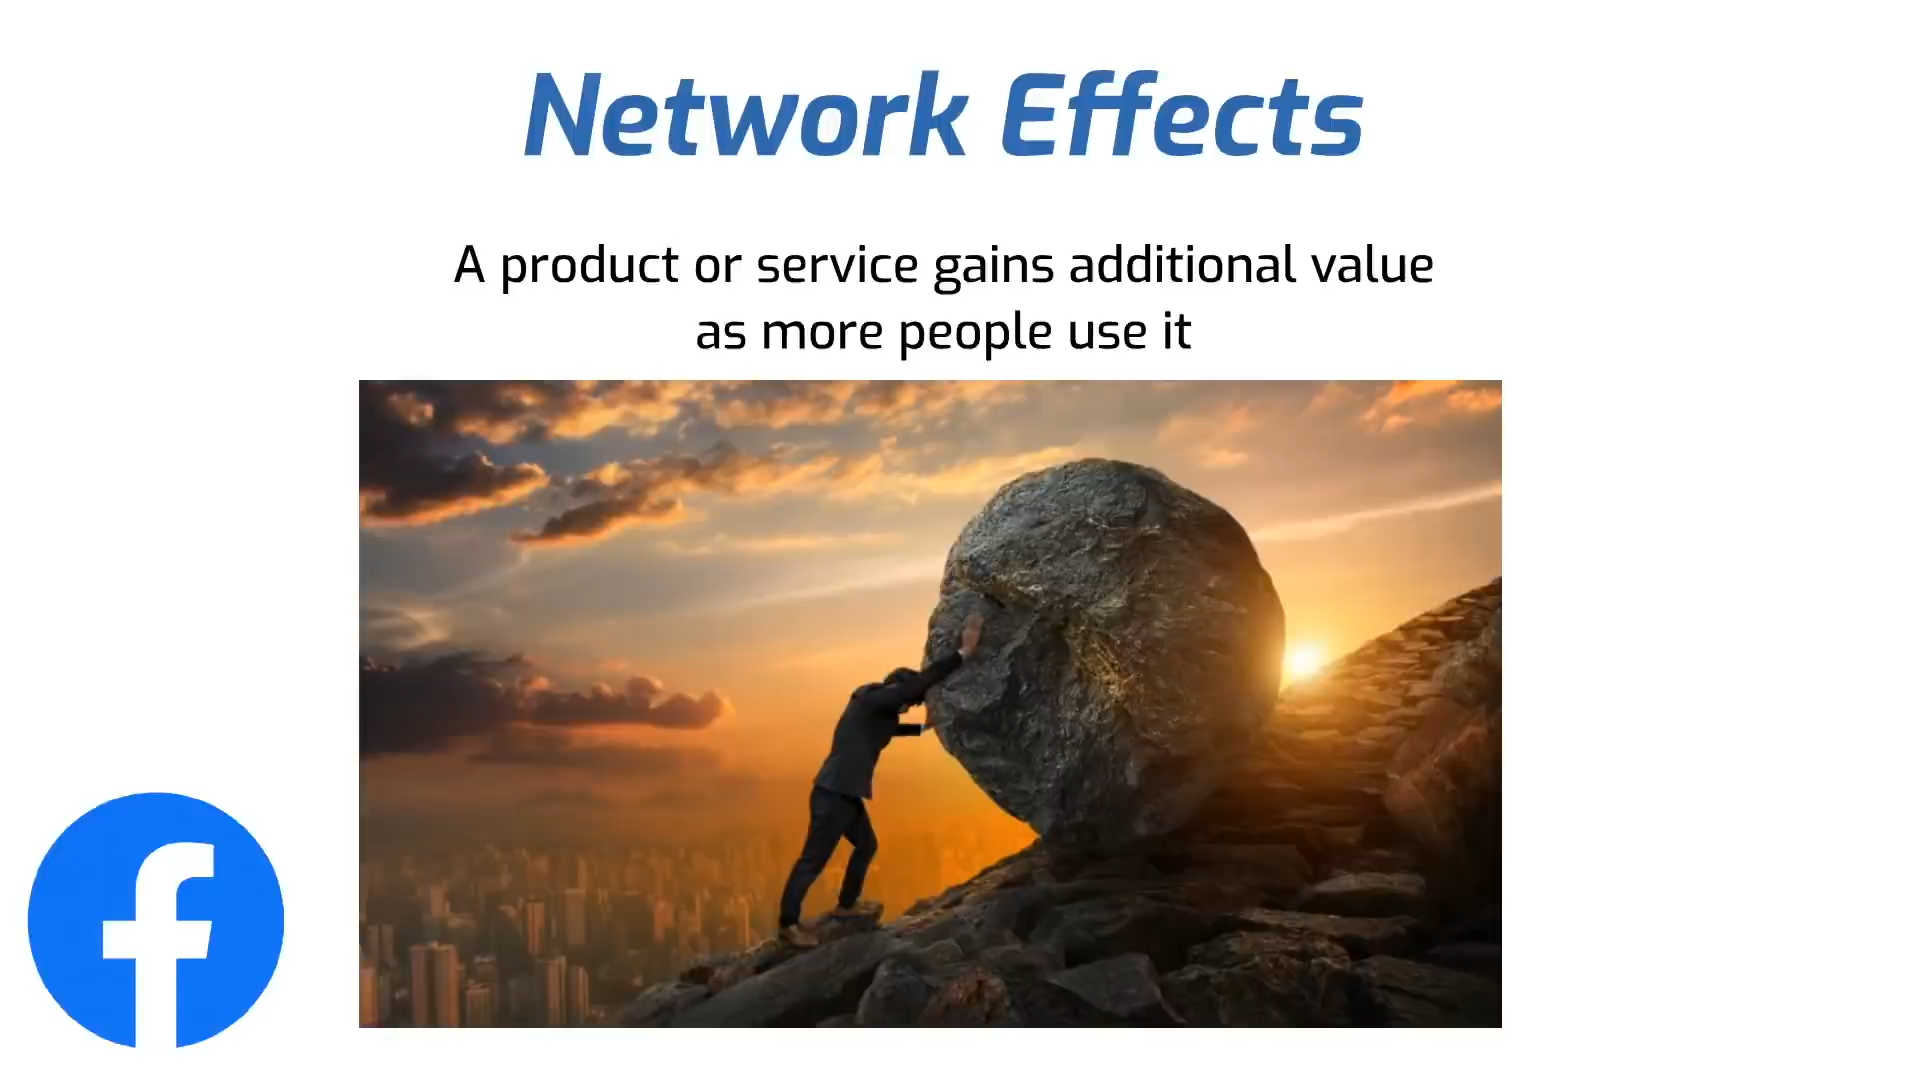 Network Effects
A product or service gains additional value
as more people use it